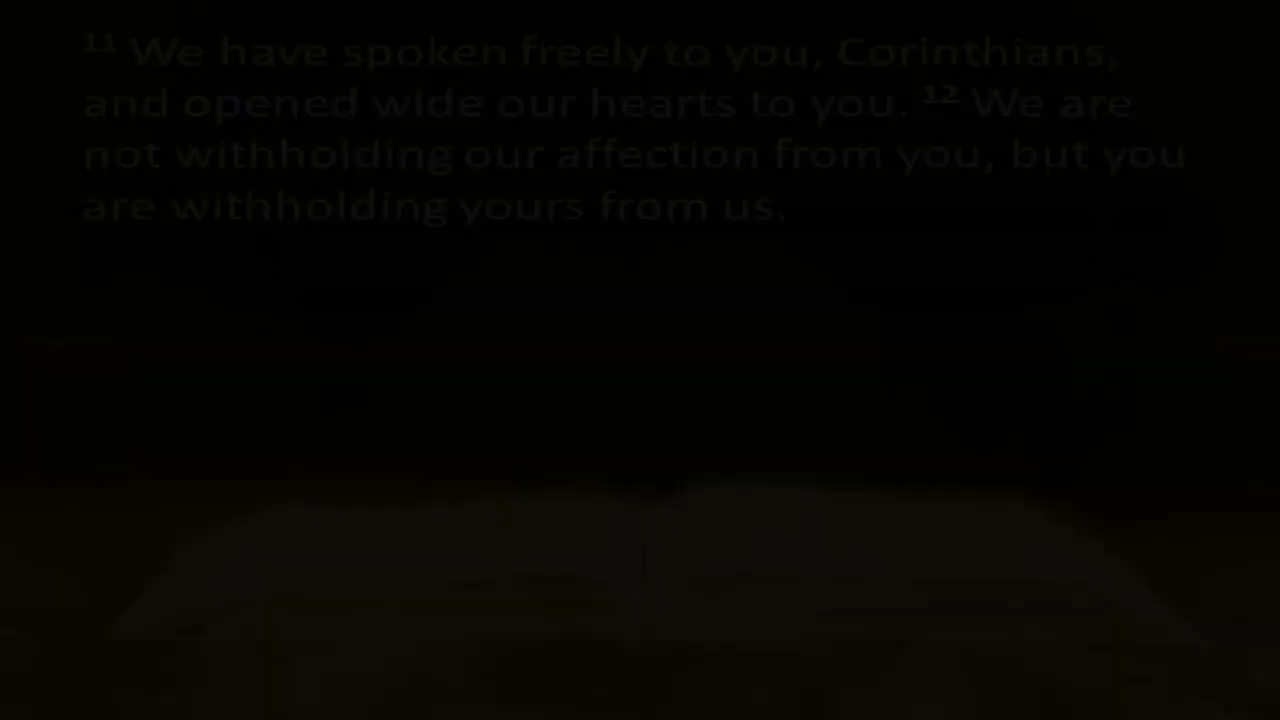 ¹¹ We have spoken freely to you, Corinthians,
and opened wide our hearts to you. ¹² We are
not withholding our affection from you, but you
are withholding yours from us.